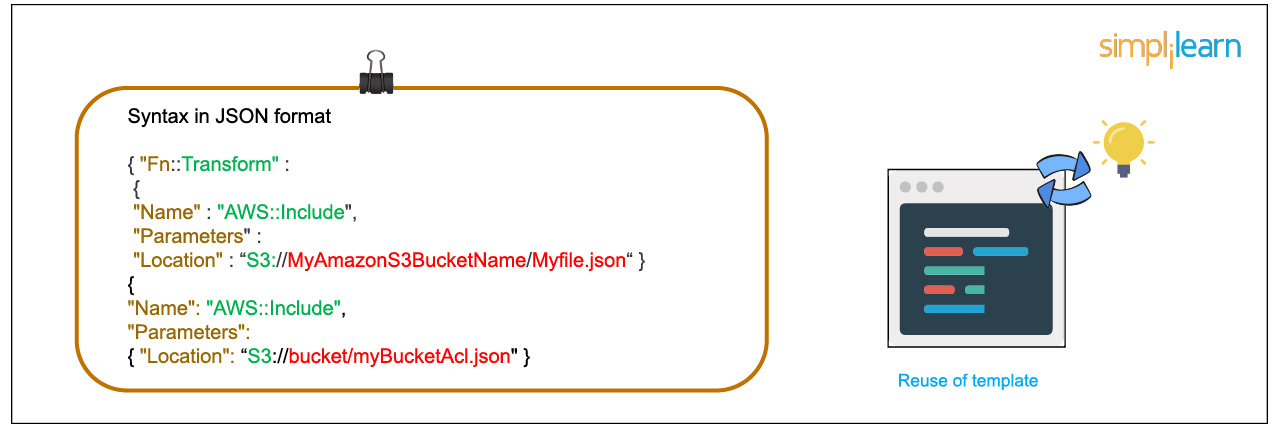 simplilearn
Syntax in JSON format
{ "Fn::Transform" :
{
"Name" : "AWS::Include",
"Parameters" :
"Location" : “S3://MyAmazonS3BucketName/Myfile.json“ }
{
"Name": "AWS::Include",
"Parameters":
{ "Location": “S3://bucket/myBucketAcl.json" }
Reuse of template